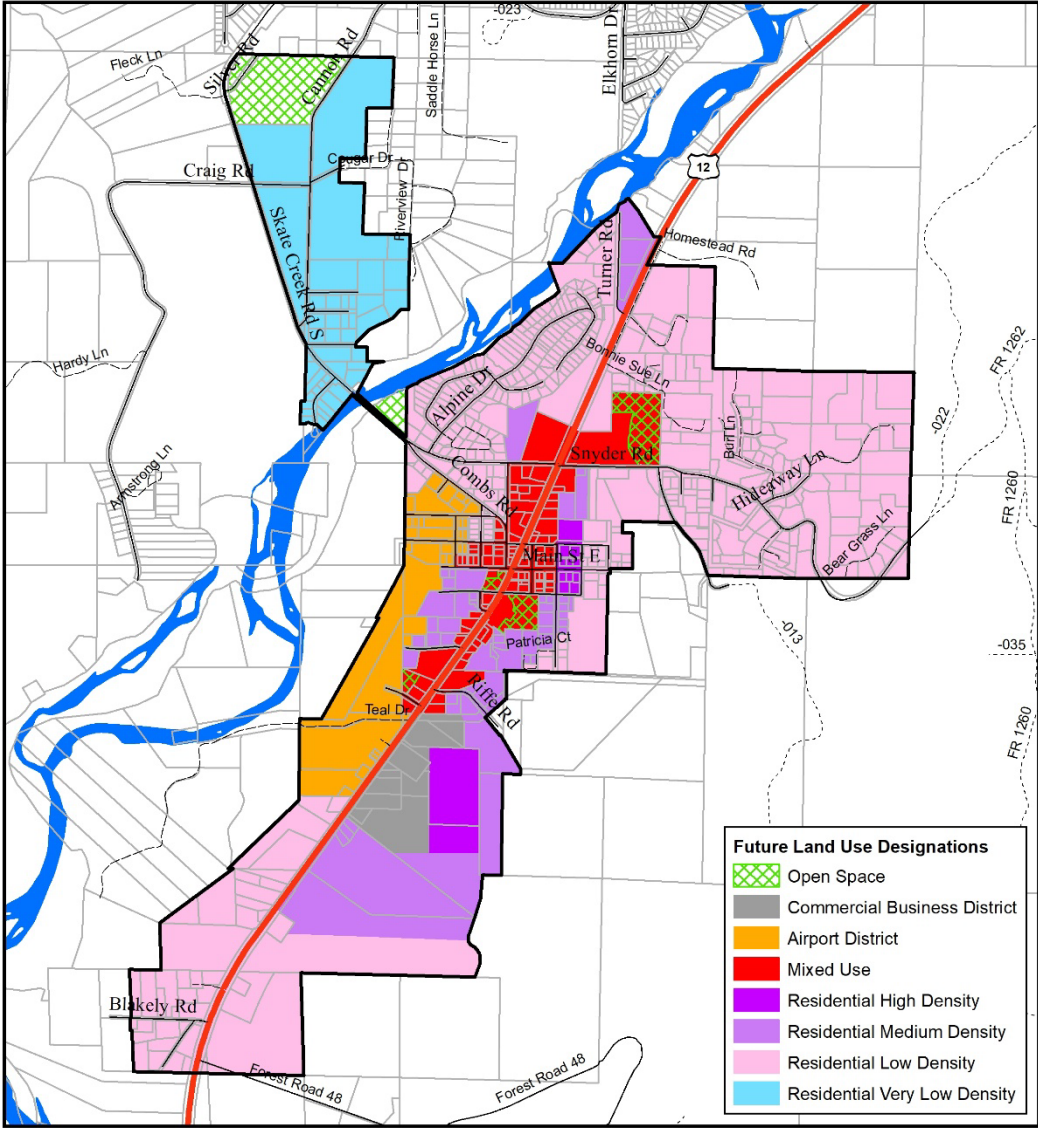 -023
Fleck Ln
Silver Rd
Cannon Rd
Saddle Horse Ln
Elkhorn Dr
12
Craig Rd
Cougar Dr
Riverview Dr
Skate Creek Rd S
Turner Rd
Homestead Rd
Hardy Ln
Bonnie Sue Ln
FR 1262
Alpine Dr
Burl Ln
-022
Snyder Rd
Combs Rd
Hideaway Ln
Armstrong Ln
FR 1260
Main St E
Bear Grass Ln
Patricia Ct
-013
-035
Riffe Rd
Teal Dr
FR 1260
Blakely Rd
Forest Road 48
Forest Road 48
Future Land Use Designations
Open Space
Commercial Business District
Airport District
Mixed Use
Residential High Density
Residential Medium Density
Residential Low Density
Residential Very Low Density